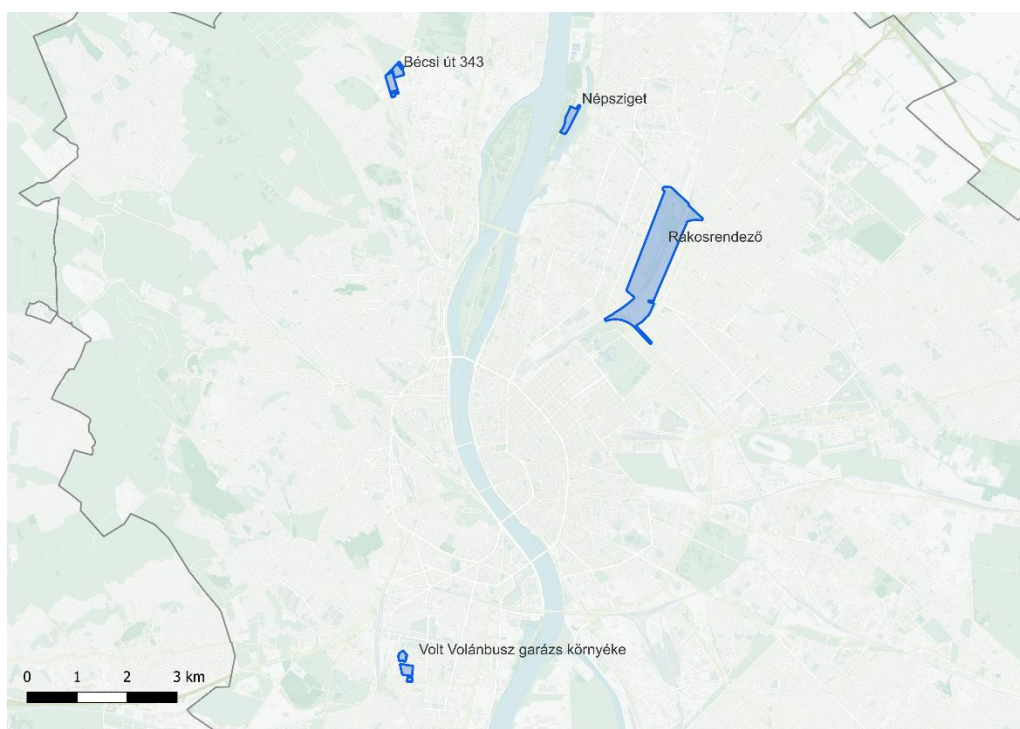 Bécsi út 343
Népsziget
Rákosrendező
Volt Volánbusz garázs környéke
0 1 2 3 km